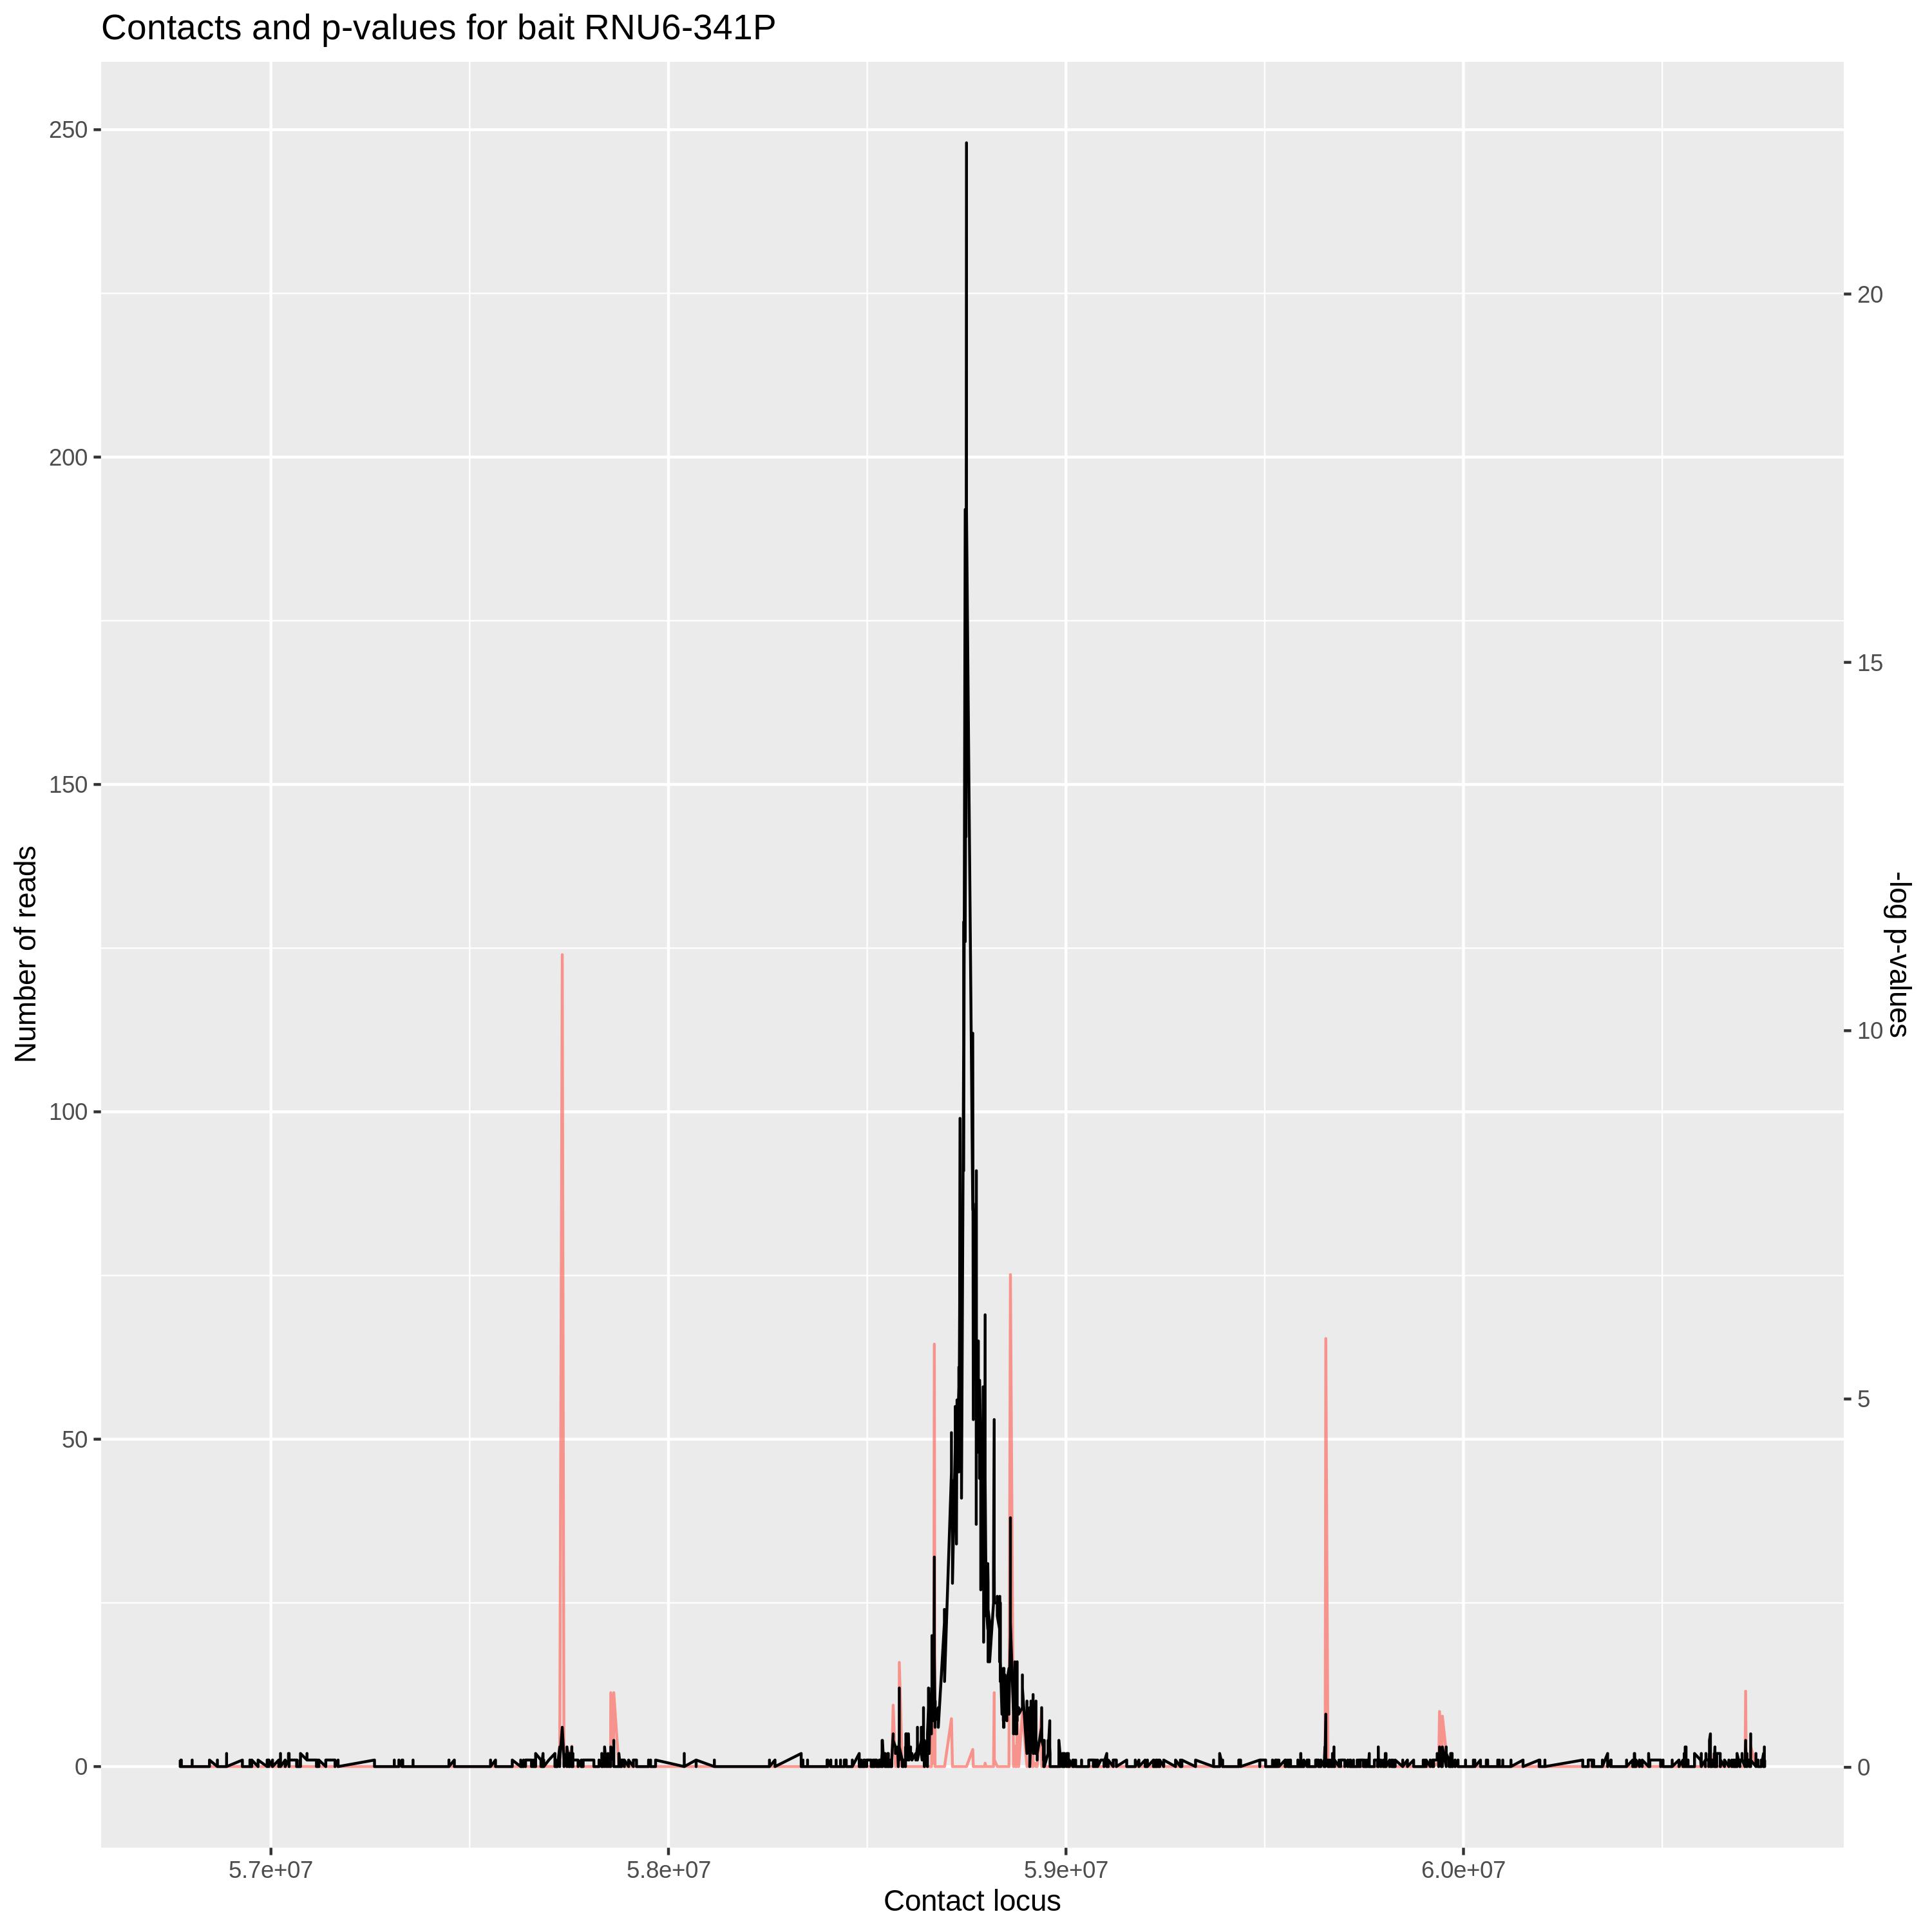 Contacts and p-values for bait RNU6-341P
250
200
150
100
50
0
20
15
10
5
0
Number of reads
-log p-values
5.7e+07 5.8e+07 5.9e+07 6.0e+07
Contact locus